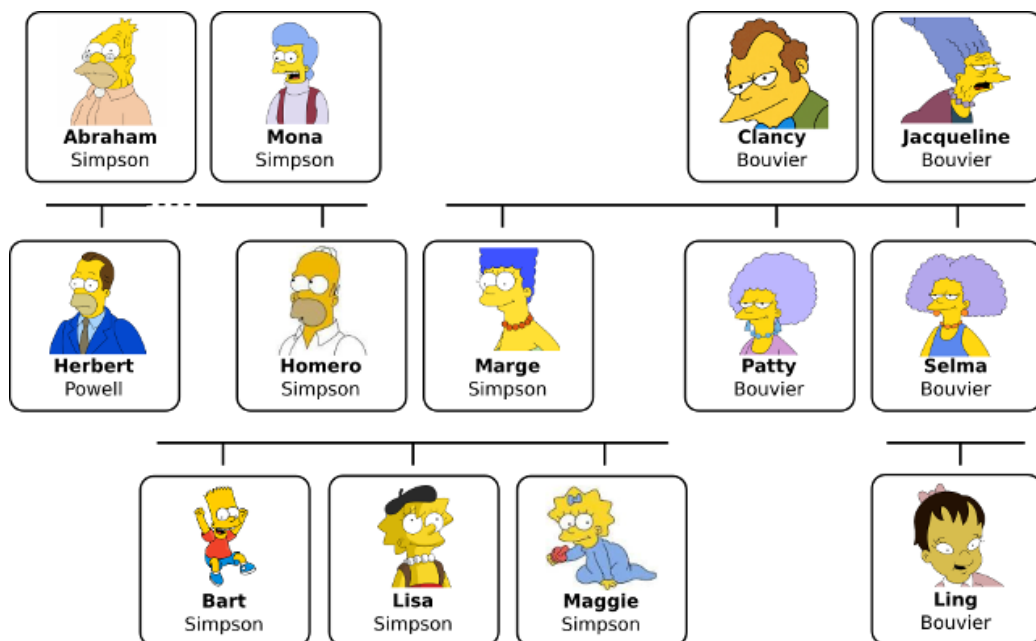 Abraham
Simpson
Mona
Simpson
Clancy
Bouvier
Jacqueline
Bouvier
Herbert
Powell
Homero
Simpson
Marge
Simpson
Patty
Bouvier
Selma
Bouvier
Bart
Simpson
Lisa
Simpson
Maggie
Simpson
Ling
Bouvier